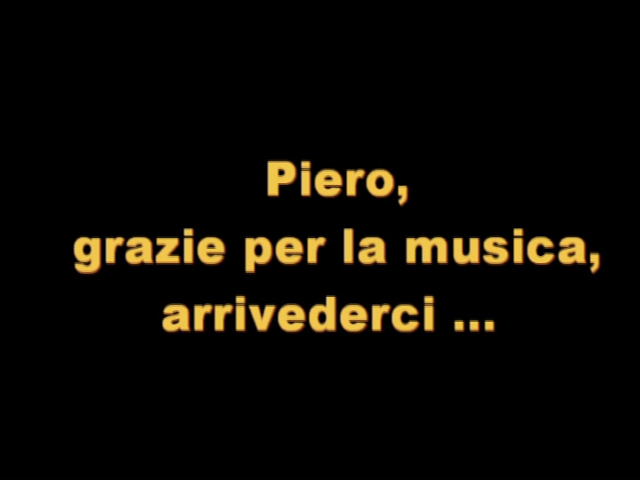 Piero,
grazie per la musica,
arrivederci ...